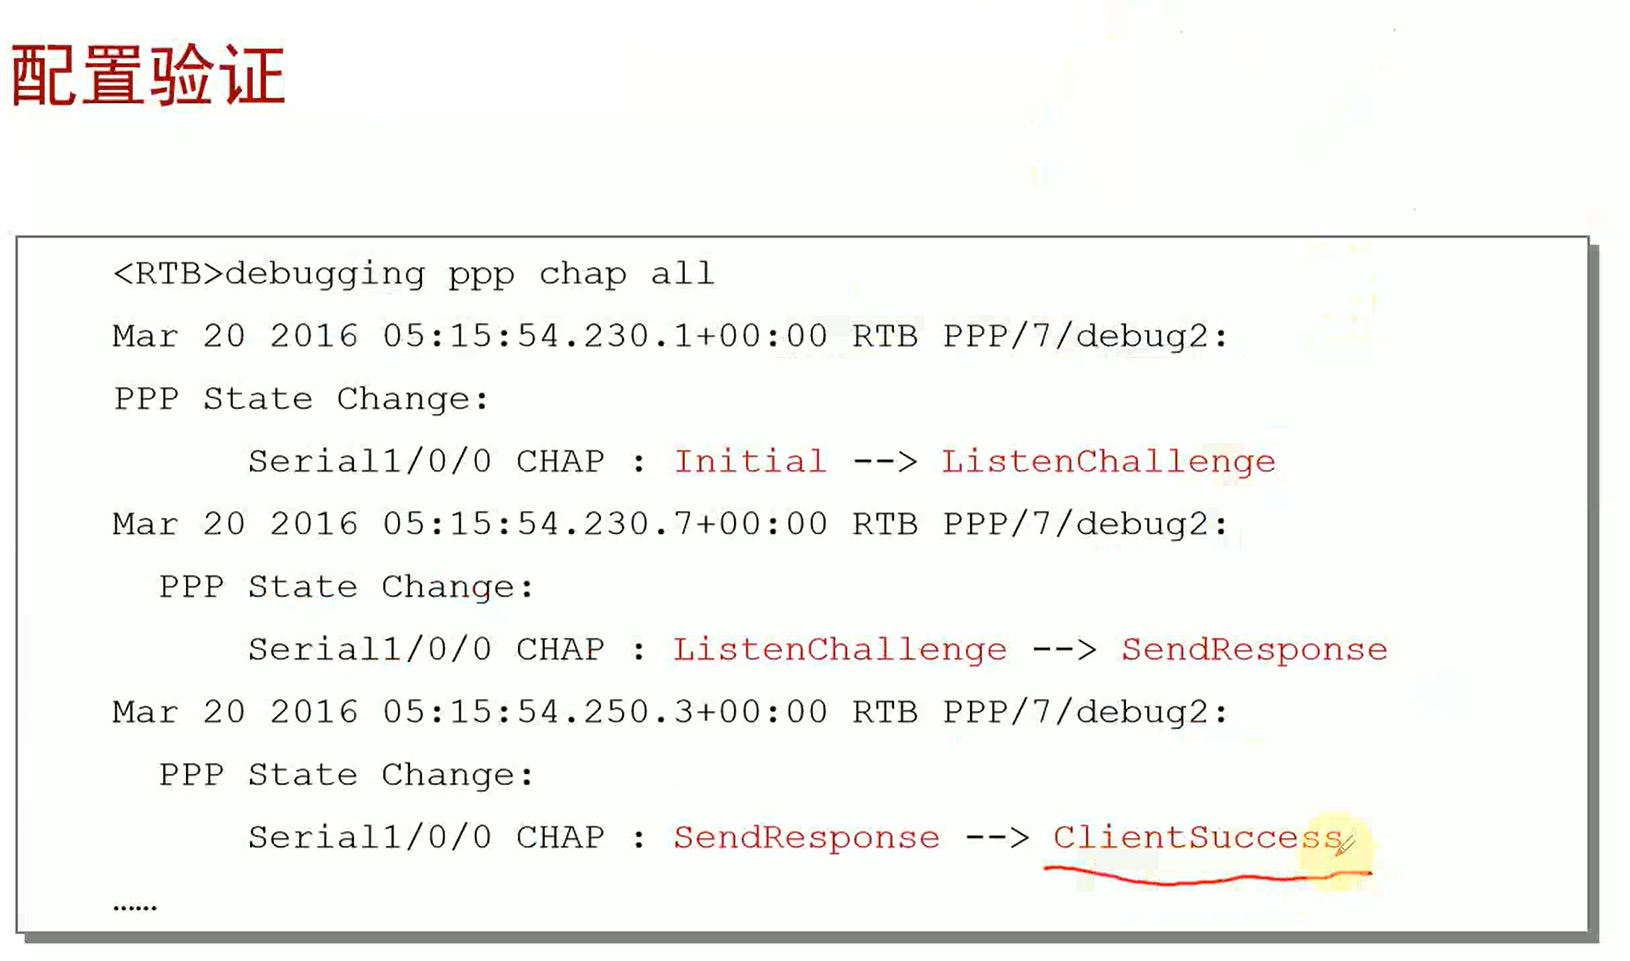 配置验证
<RTB>debugging ppp chap all
Mar 20 2016 05:15:54.230.1+00:00 RTB PPP/7/debug2:
PPP State Change:
Serial1/0/0 CHAP : Initial --> ListenChallenge
Mar 20 2016 05:15:54.230.7+00:00 RTB PPP/7/debug2:
PPP State Change:
Serial1/0/0 CHAP : ListenChallenge --> SendResponse
Mar 20 2016 05:15:54.250.3+00:00 RTB PPP/7/debug2:
PPP State Change:
Serial1/0/0 CHAP : SendResponse --> ClientSuccess
……